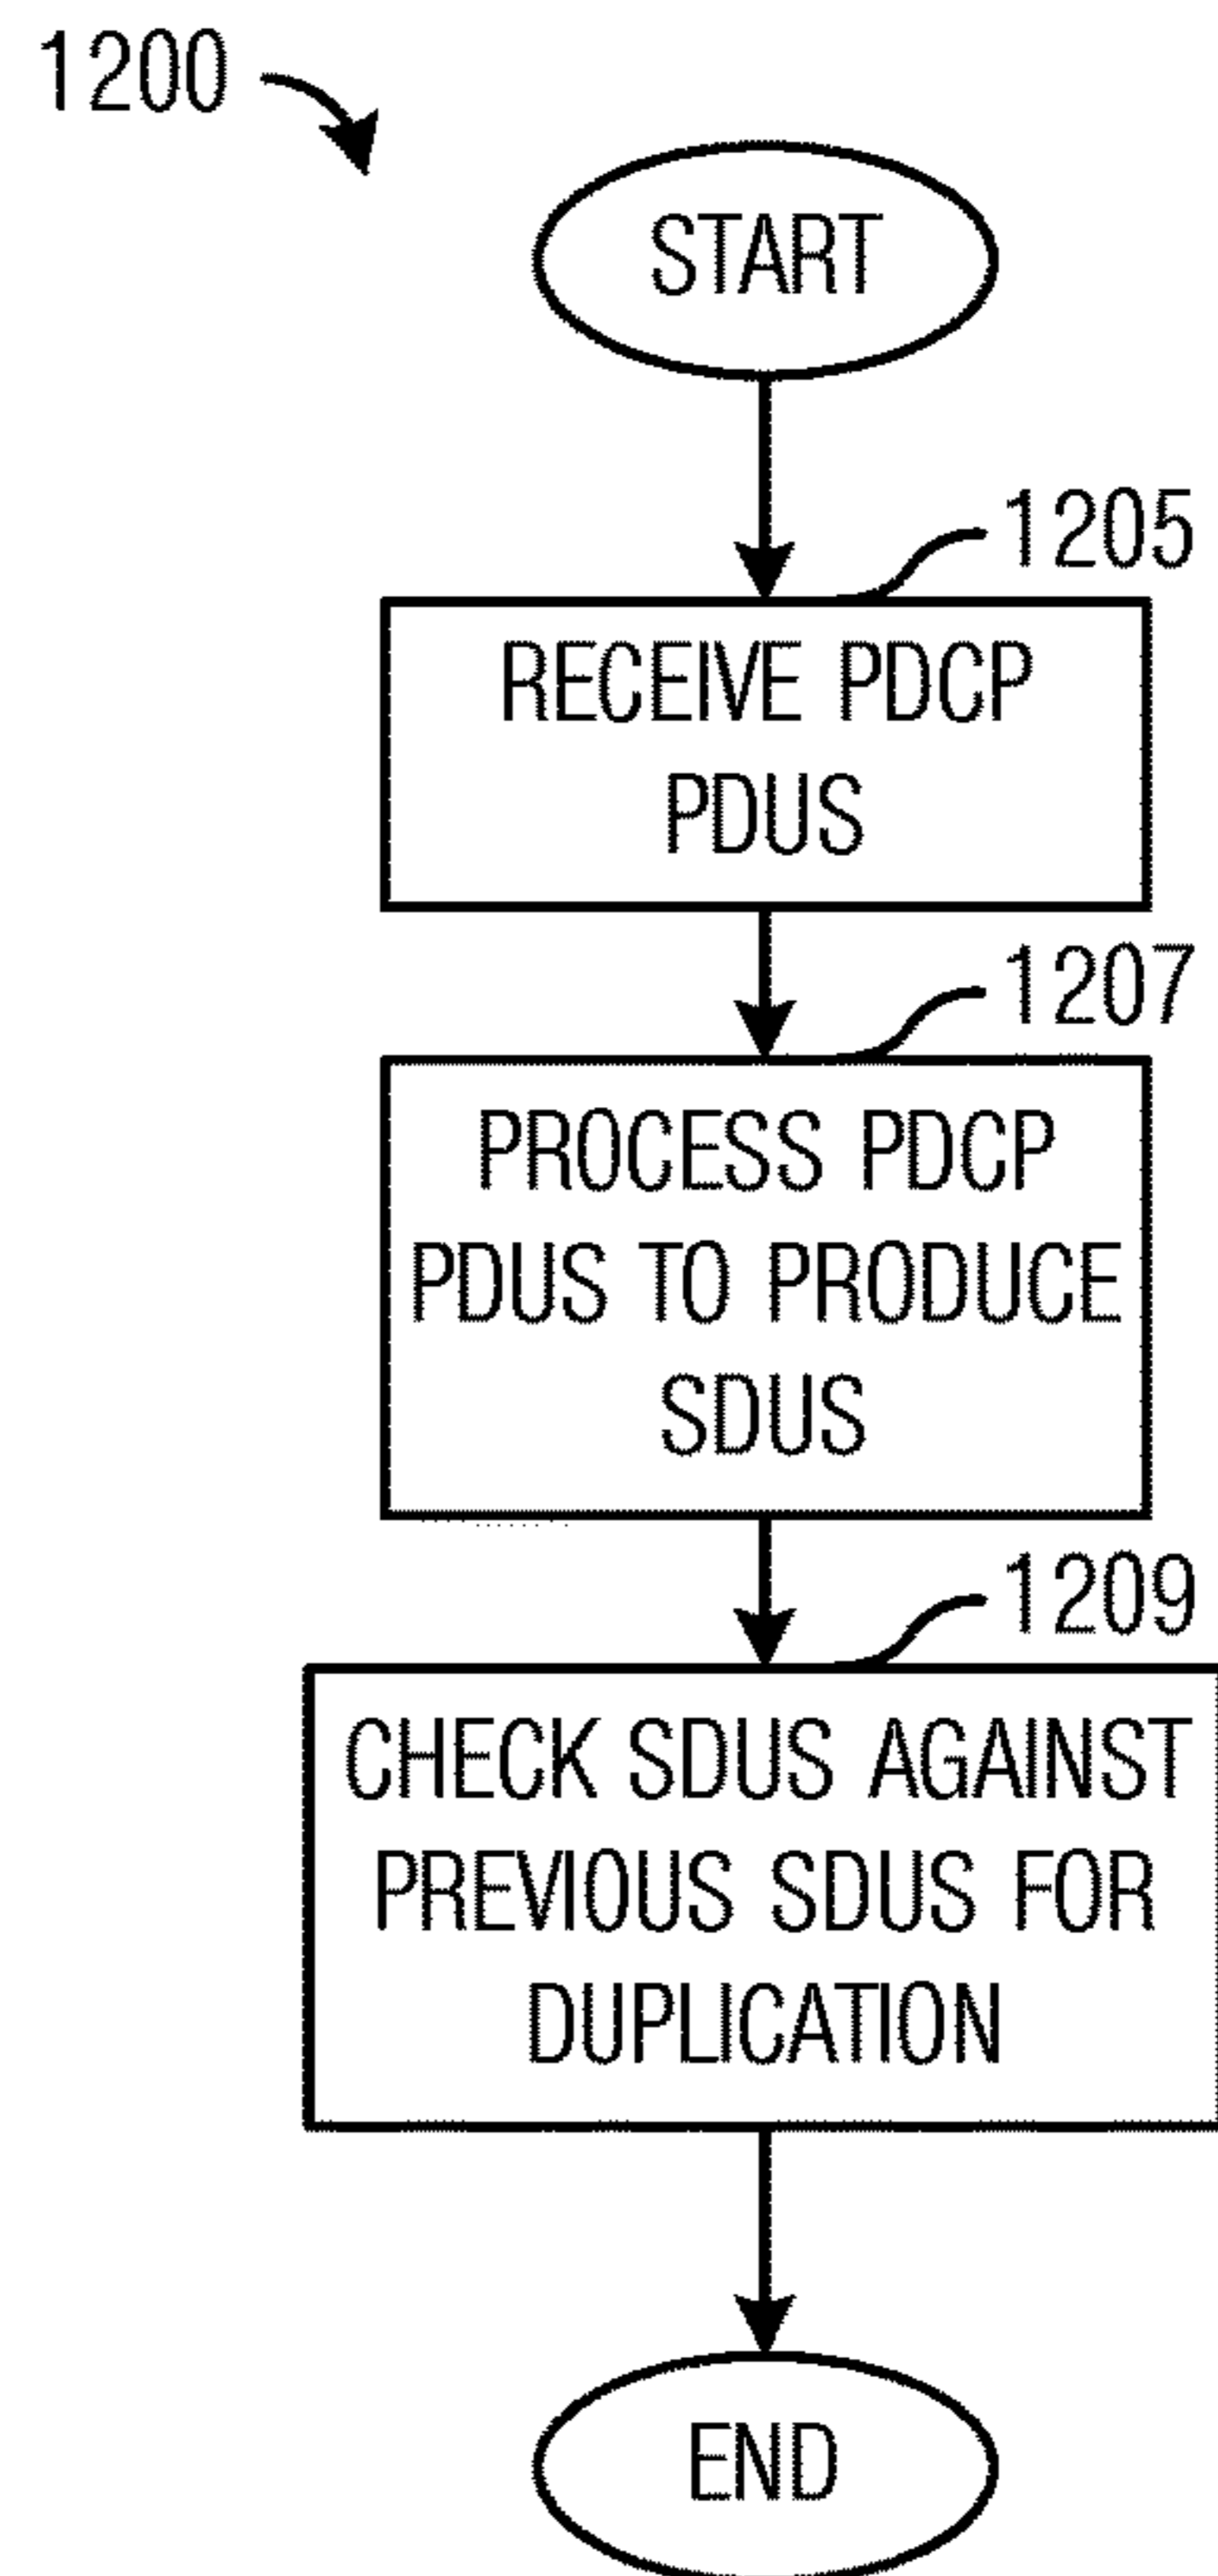 1200
START
1205
RECEIVE PDCP
PDUS
1207
PROCESS PDCP
PDUS TO PRODUCE
SDUS
1209
CHECK SDUS AGAINST
PREVIOUS SDUS FOR
DUPLICATION
END